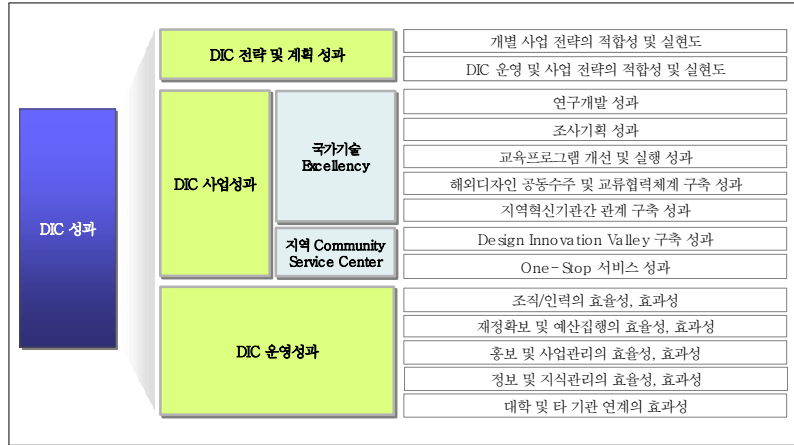 DIC 성과
DIC 전략 및 계획 성과
개별 사업 전략의 적합성 및 실현도
DIC 운영 및 사업 전략의 적합성 및 실현도
DIC 사업성과
국가기술
Excellency
연구개발 성과
조사기획 성과
교육프로그램 개선 및 실행 성과
해외디자인 공동수주 및 교류협력체계 구축 성과
지역혁신기관간 관계 구축 성과
지역 Community
Service Center
Design Innovation Valley 구축 성과
One-Stop 서비스 성과
DIC 운영성과
조직/인력의 효율성, 효과성
재정확보 및 예산집행의 효율성, 효과성
홍보 및 사업관리의 효율성, 효과성
정보 및 지식관리의 효율성, 효과성
대학 및 타 기관 연계의 효과성